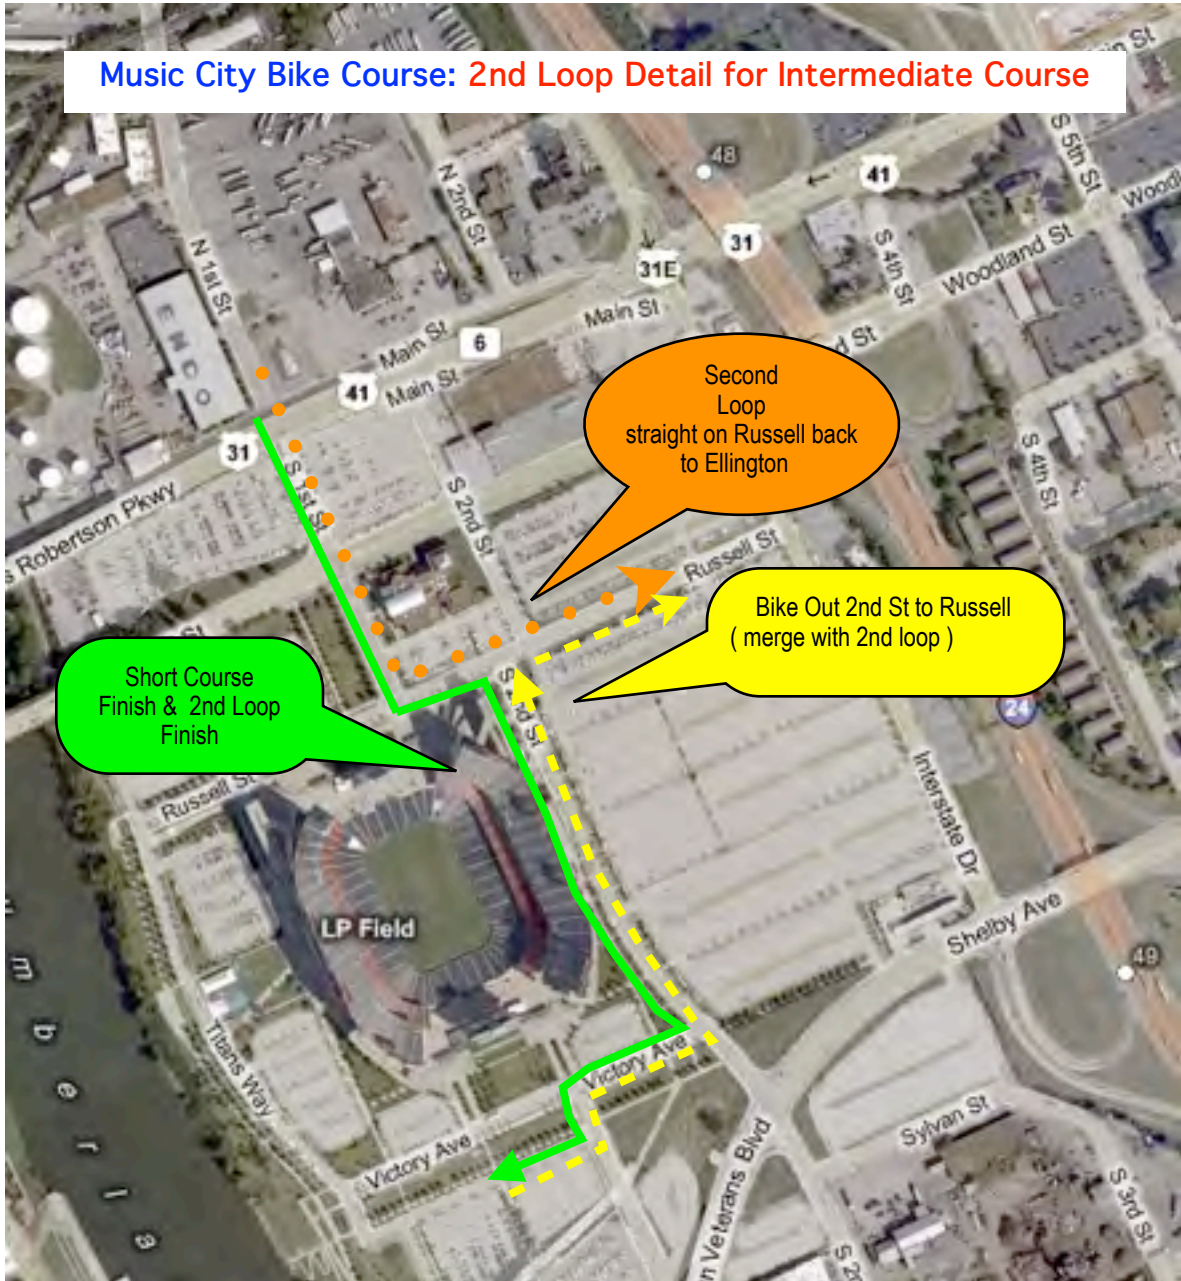 Music City Bike Course: 2nd Loop Detail for Intermediate Course
S 5th St
48
41
N 2nd St
Woodland St
31
S 4th St
N 1st St
31E
EMCO
Main St
Main St
6
41
Main St
31
Second
Loop
straight on Russell back
to Ellington
S 4th St
S 1st St
S 2nd St
Robertson Pkwy
Russell St
Bike Out 2nd St to Russell
( merge with 2nd loop )
Short Course
Finish & 2nd Loop
Finish
S 2nd St
24
Russell St
Interstate Dr
LP Field
Shelby Ave
49
Titans Way
Victory Ave
Victory Ave
Sylvan St
n Veterans Blvd
S 3rd St
m b e r l a